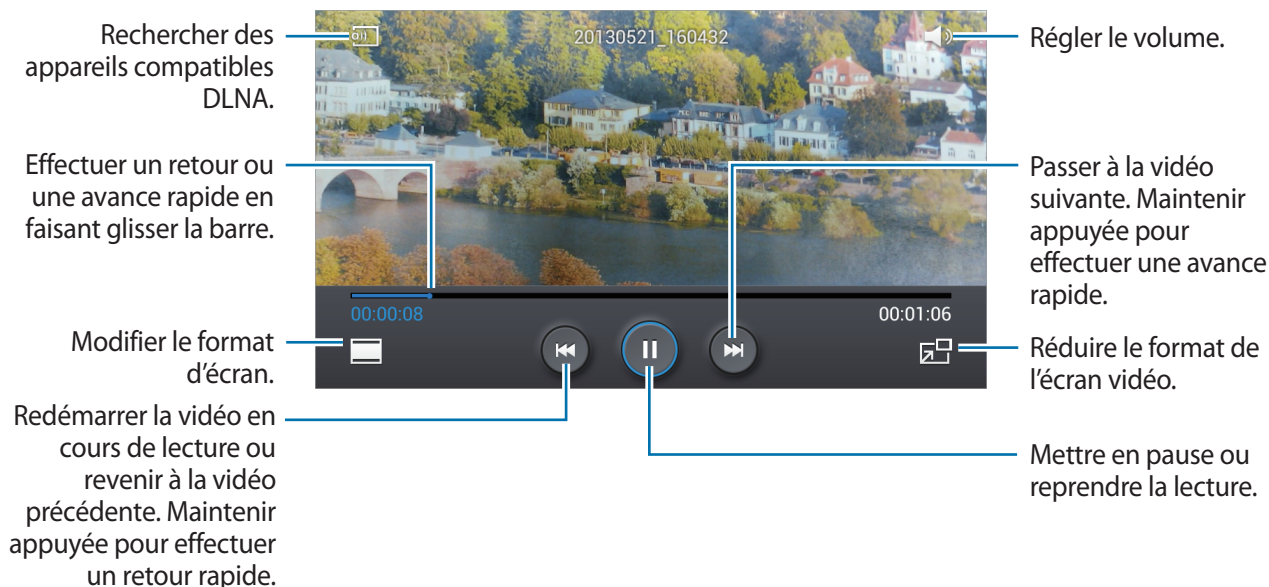 Rechercher des
appareils compatibles
DLNA.
20130521_160432
Régler le volume.
Effectuer un retour ou
une avance rapide en
faisant glisser la barre.
Passer à la vidéo
suivante. Maintenir
appuyée pour
effectuer une avance
rapide.
00:00:08
00:01:06
Modifier le format
d'écran.
Réduire le format de
l'écran vidéo.
Redémarrer la vidéo en
cours de lecture ou
revenir à la vidéo
précédente. Maintenir
appuyée pour effectuer
un retour rapide.
Mettre en pause ou
reprendre la lecture.